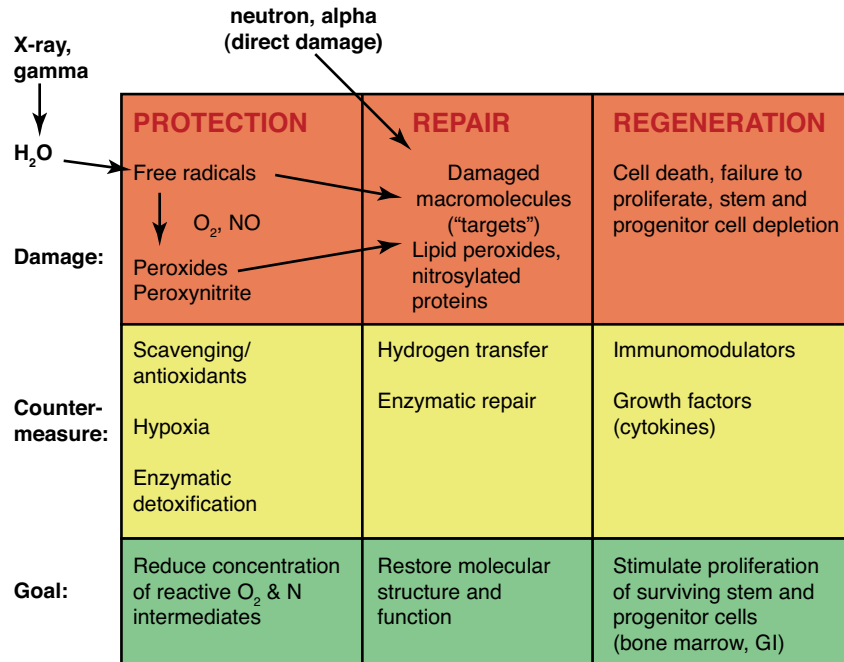 neutron, alpha
(direct damage)
X-ray,
gamma
H₂O
PROTECTION
REPAIR
REGENERATION
Damage:
Free radicals
O₂, NO
Peroxides
Peroxynitrite
Damaged
macromolecules
(“targets”)
Lipid peroxides,
nitrosylated
proteins
Cell death, failure to
proliferate, stem and
progenitor cell depletion
Counter-
measure:
Scavenging/
antioxidants
Hypoxia
Enzymatic
detoxification
Hydrogen transfer
Enzymatic repair
Immunomodulators
Growth factors
(cytokines)
Goal:
Reduce concentration
of reactive O₂ & N
intermediates
Restore molecular
structure and
function
Stimulate proliferation
of surviving stem and
progenitor cells
(bone marrow, GI)